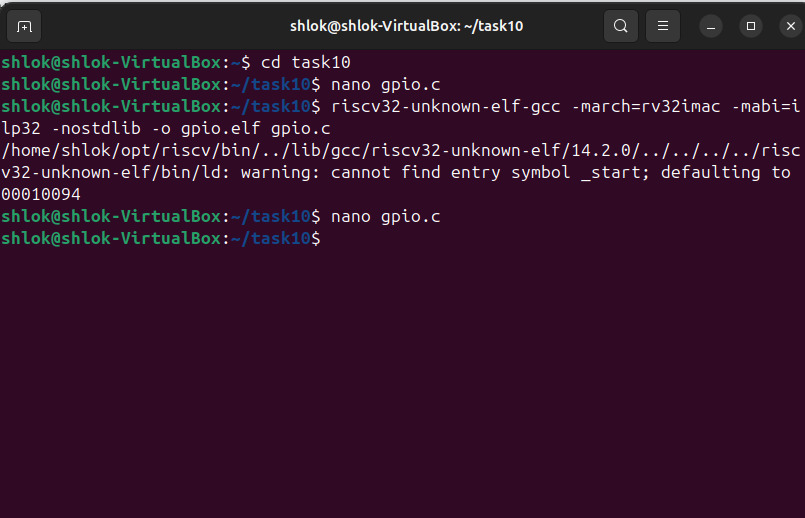 shlok@shlok-VirtualBox: ~/task10
shlok@shlok-VirtualBox:~$ cd task10
shlok@shlok-VirtualBox:~/task10$ nano gpio.c
shlok@shlok-VirtualBox:~/task10$ riscv32-unknown-elf-gcc -march=rv32imac -mabi=i
lp32 -nostdlib -o gpio.elf gpio.c
/home/shlok/opt/riscv/bin/../lib/gcc/riscv32-unknown-elf/14.2.0/../../../../risc
v32-unknown-elf/bin/ld: warning: cannot find entry symbol _start; defaulting to
00010094
shlok@shlok-VirtualBox:~/task10$ nano gpio.c
shlok@shlok-VirtualBox:~/task10$